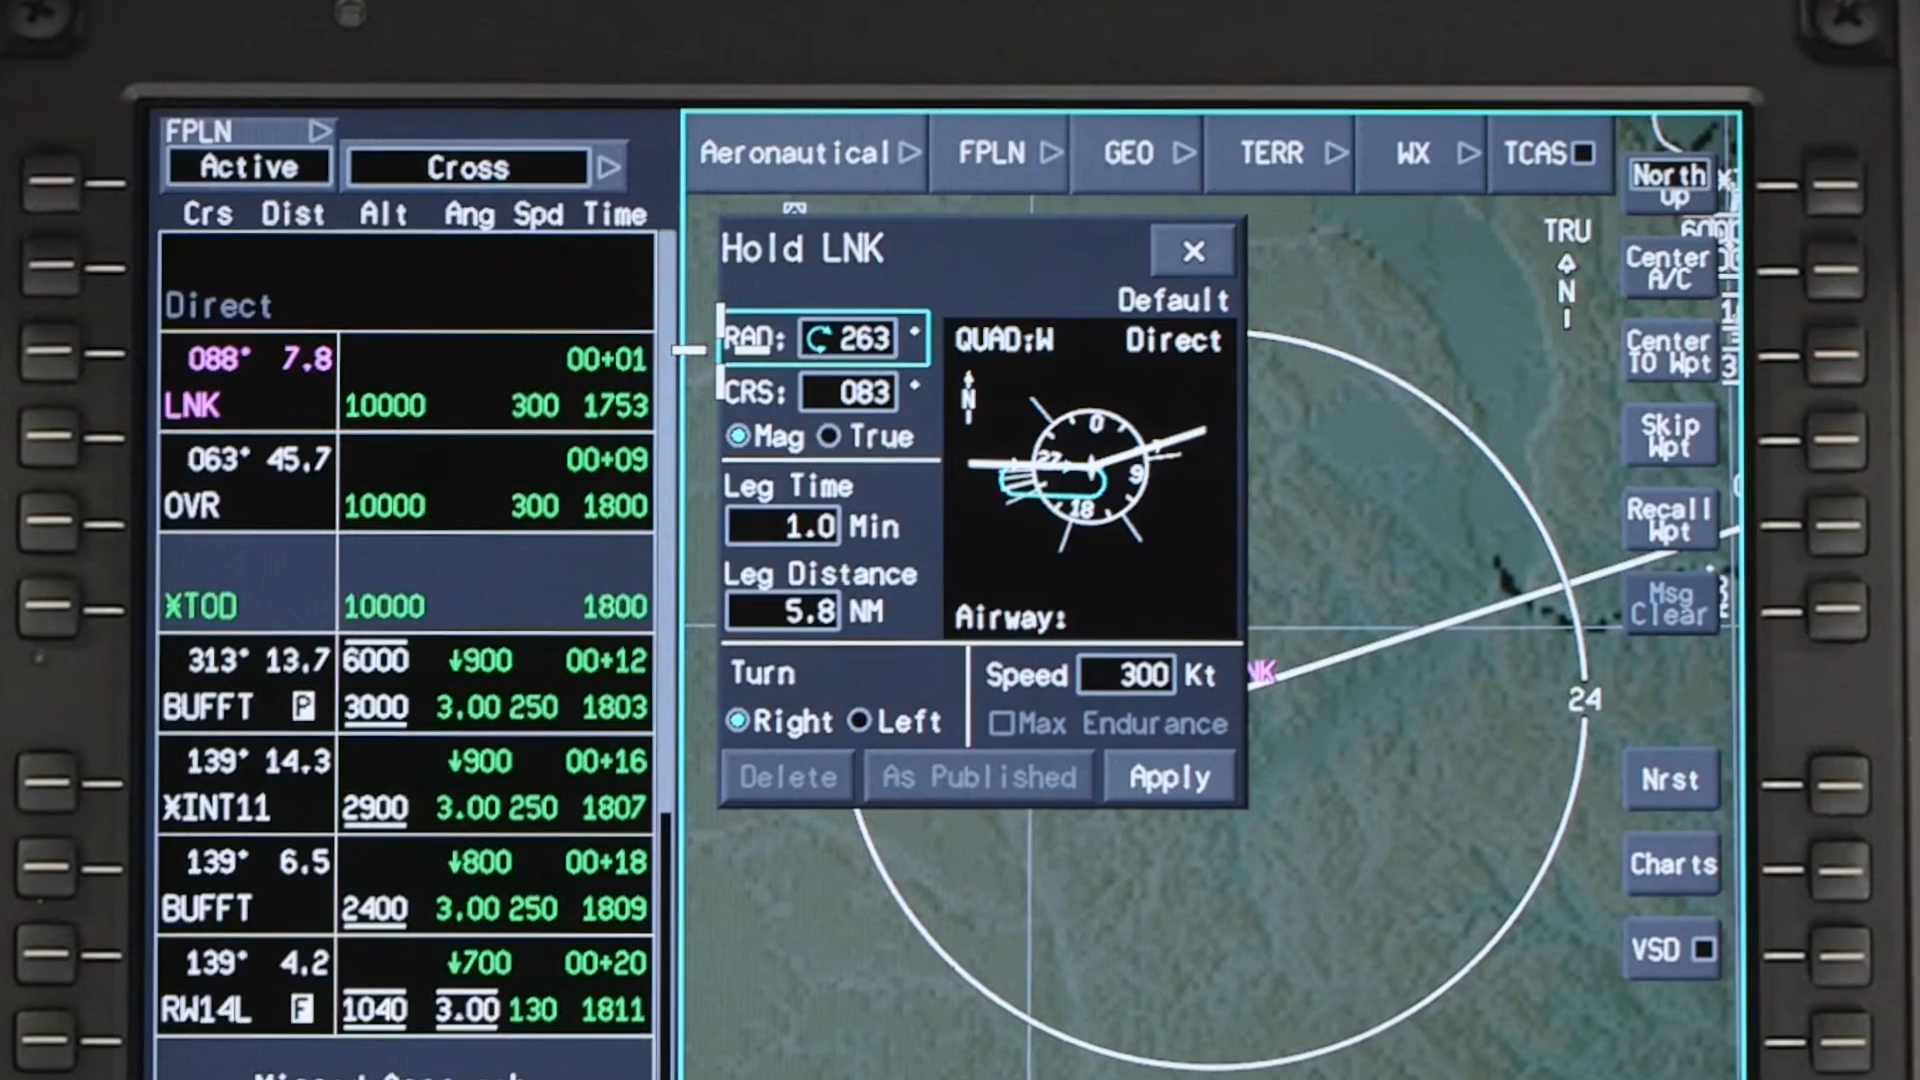 FPLN
Active
Cross
Crs Dist Alt Ang Spd Time
Direct
088° 7.8 00+01
LNK 10000 300 1753
063° 45.7 00+09
OVR 10000 300 1800
XTOD 10000 1800
313° 13.7 6000 ↓900 00+12
BUFFT P 3000 3.00 250 1803
139° 14.3 ↓900 00+16
XINT11 2900 3.00 250 1807
139° 6.5 ↓800 00+18
BUFFT 2400 3.00 250 1809
139° 4.2 ↓700 00+20
RW14L F 1040 3.00 130 1811
Aeronautical FPLN GEO TERR WX TCAS
Hold LNK
Default
RAD: 263°
CRS: 083°
Mag True
Leg Time
1.0 Min
Leg Distance
5.8 NM
QUAD:W Direct
N
0
27
9
18
Airway:
Turn
Right Left
Speed 300 Kt
Max Endurance
Delete As Published Apply
TRU
N
24
North Up
Center A/C
Center TO Wpt
Skip Wpt
Recall Wpt
Msg Clear
Nrst
Charts
VSD